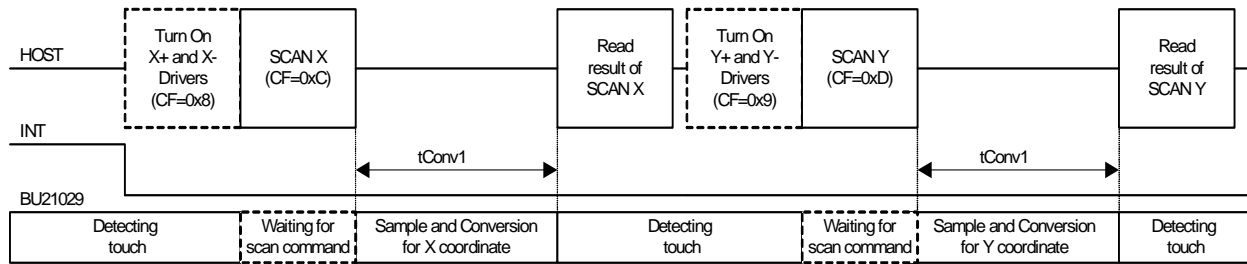 HOST
Turn On
X+ and X-
Drivers
(CF=0x8)
SCAN X
(CF=0xC)
Read
result of
SCAN X
Turn On
Y+ and Y-
Drivers
(CF=0x9)
SCAN Y
(CF=0xD)
Read
result of
SCAN Y
INT
tConv1
tConv1
BU21029
Detecting
touch
Waiting for
scan command
Sample and Conversion
for X coordinate
Detecting
touch
Waiting for
scan command
Sample and Conversion
for Y coordinate
Detecting
touch